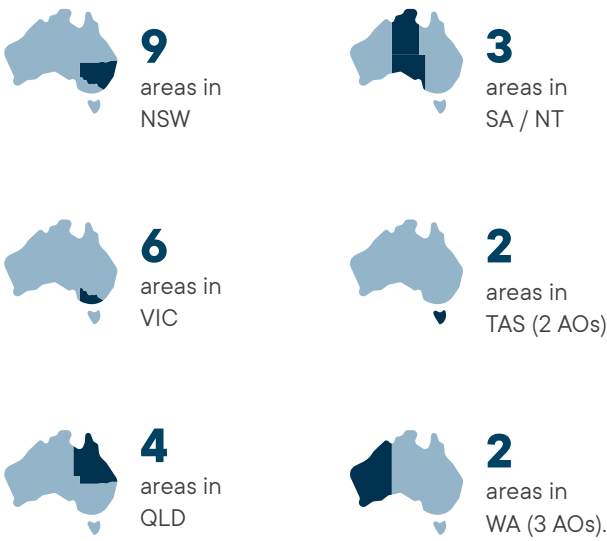 9
areas in
NSW
3
areas in
SA / NT
6
areas in
VIC
2
areas in
TAS (2 AOs)
4
areas in
QLD
2
areas in
WA (3 AOs).